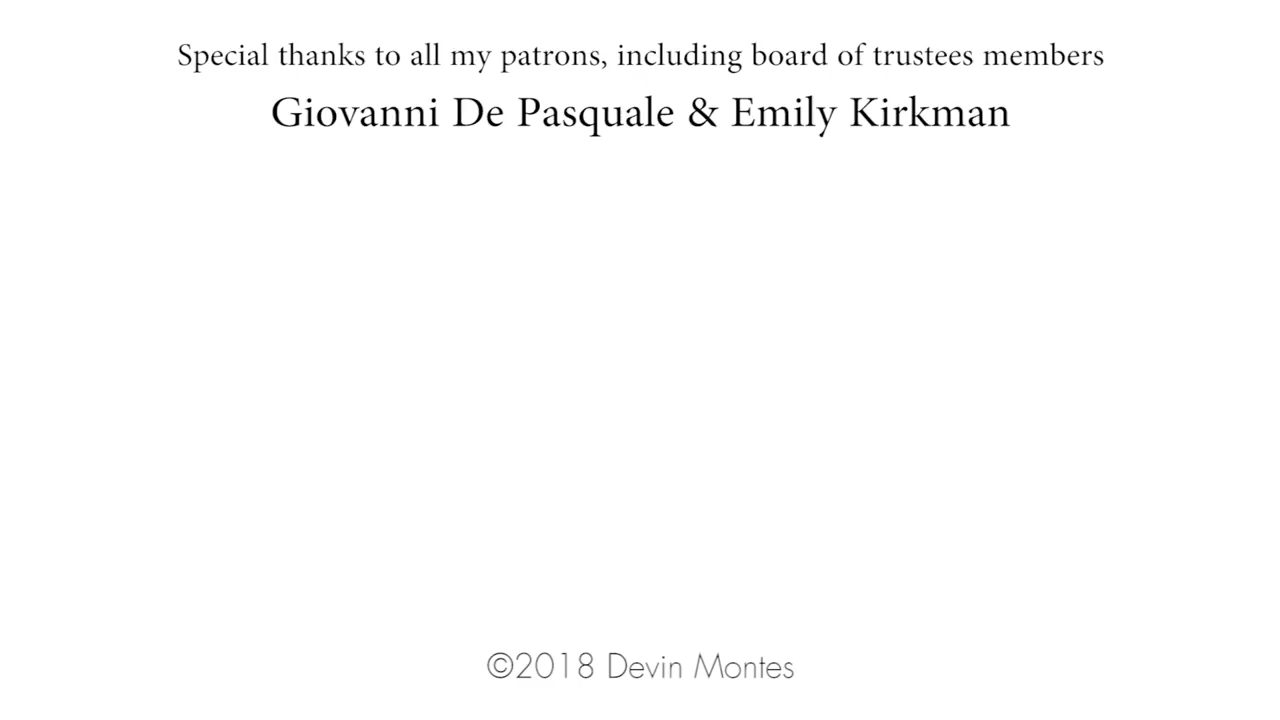 Special thanks to all my patrons, including board of trustees members
Giovanni De Pasquale & Emily Kirkman
©2018 Devin Montes